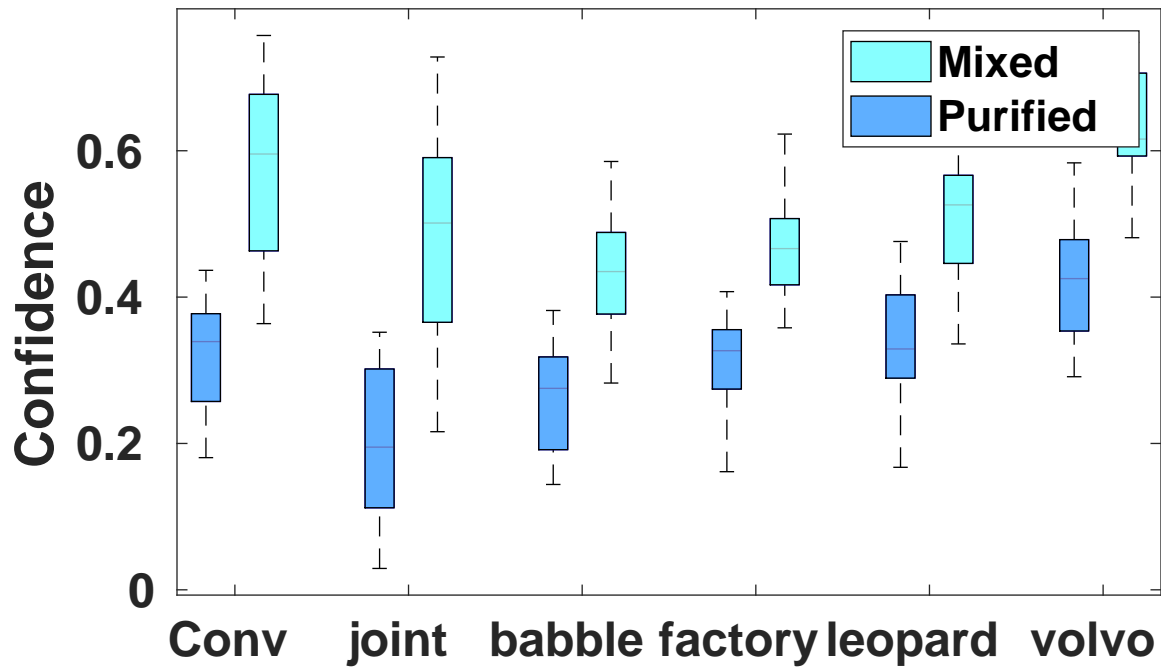 Mixed
Purified
Confidence
0.6
0.4
0.2
0
Conv joint babble factory leopard volvo